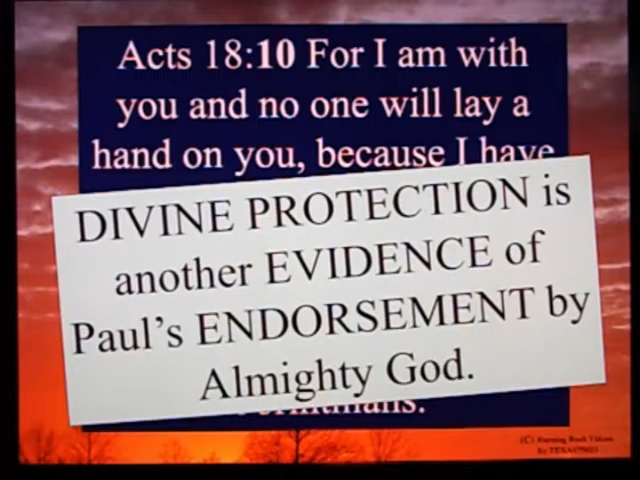 Acts 18:10 For I am with
you and no one will lay a
hand on you, because I have
DIVINE PROTECTION is
another EVIDENCE of
Paul's ENDORSEMENT by
Almighty God.